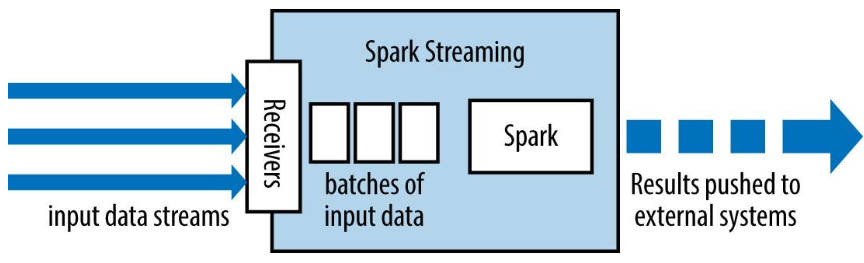 Spark Streaming
Receivers
Spark
batches of
input data
input data streams
Results pushed to
external systems